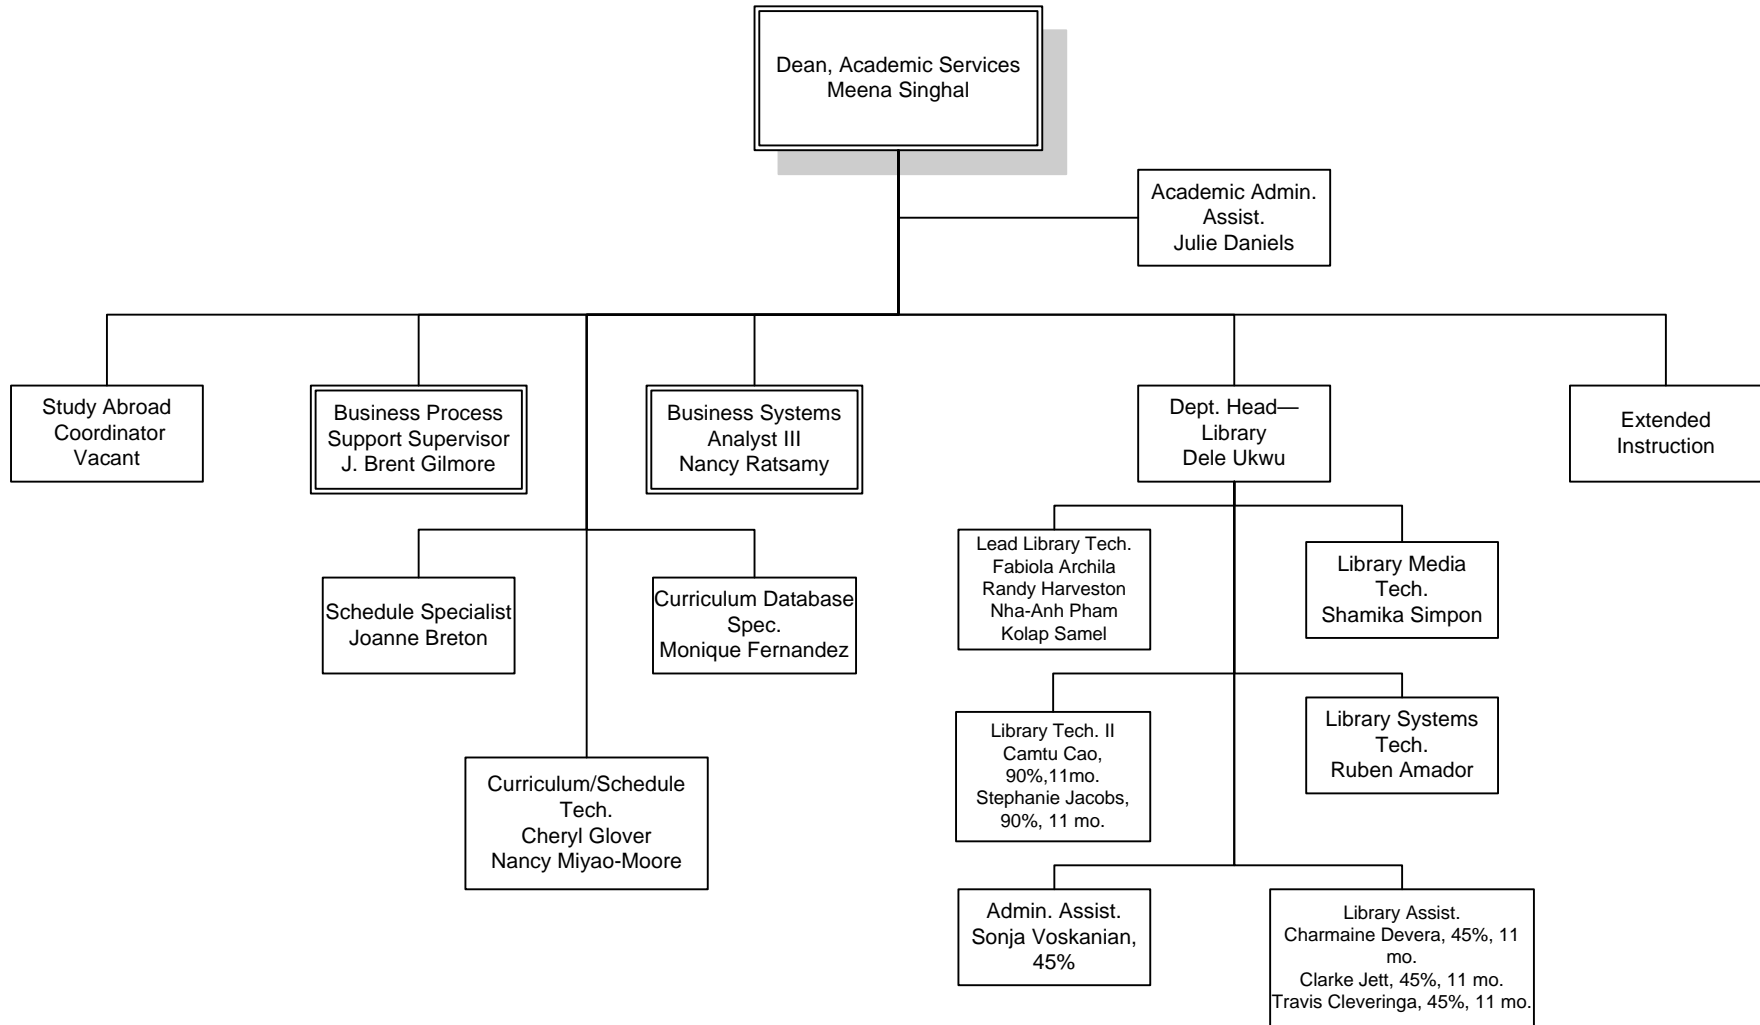 Dean, Academic Services
Meena Singhal
Academic Admin.
Assist.
Julie Daniels
Study Abroad
Coordinator
Vacant
Business Process
Support Supervisor
J. Brent Gilmore
Business Systems
Analyst III
Nancy Ratsamy
Dept. Head—
Library
Dele Ukwu
Extended
Instruction
Schedule Specialist
Joanne Breton
Curriculum Database
Spec.
Monique Fernandez
Lead Library Tech.
Fabiola Archila
Randy Harveston
Nha-Anh Pham
Kolap Samel
Library Media
Tech.
Shamika Simpon
Curriculum/Schedule
Tech.
Cheryl Glover
Nancy Miyao-Moore
Library Tech. II
Camtu Cao,
90%,11mo.
Stephanie Jacobs,
90%, 11 mo.
Library Systems
Tech.
Ruben Amador
Admin. Assist.
Sonja Voskanian,
45%
Library Assist.
Charmaine Devera, 45%, 11
mo.
Clarke Jett, 45%, 11 mo.
Travis Cleveringa, 45%, 11 mo.